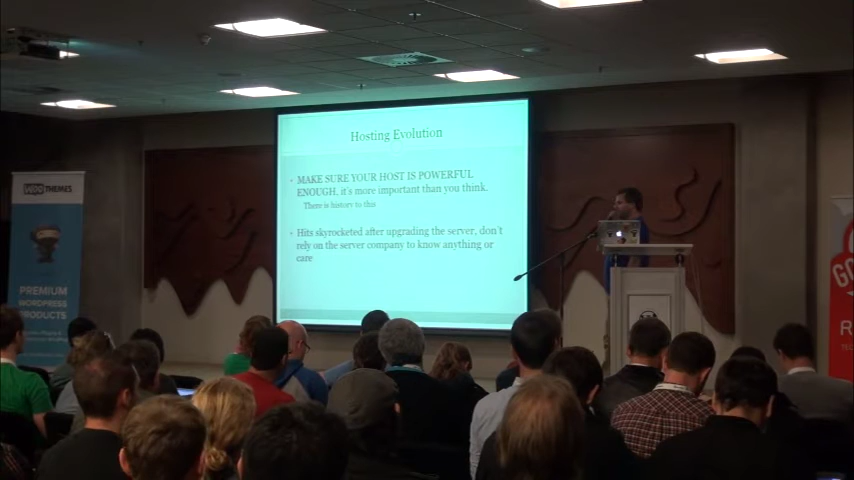 Hosting Evolution
MAKE SURE YOUR HOST IS POWERFUL
ENOUGH, it's more important than you think.
There is history to this
Hits skyrocketed after upgrading the server, don't
rely on the server company to know anything or
care
WOOTHEMES
PREMIUM
WORDPRESS
PRODUCTS
GO
R